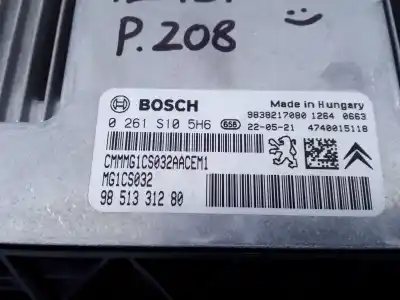 P.208
BOSCH
Made in Hungary
9838217080 1264 0663
0 261 S10 5H6 656 22-05-21 4740015118
CMMMG1CS032AACEM1
MG1CS032
98 513 312 80